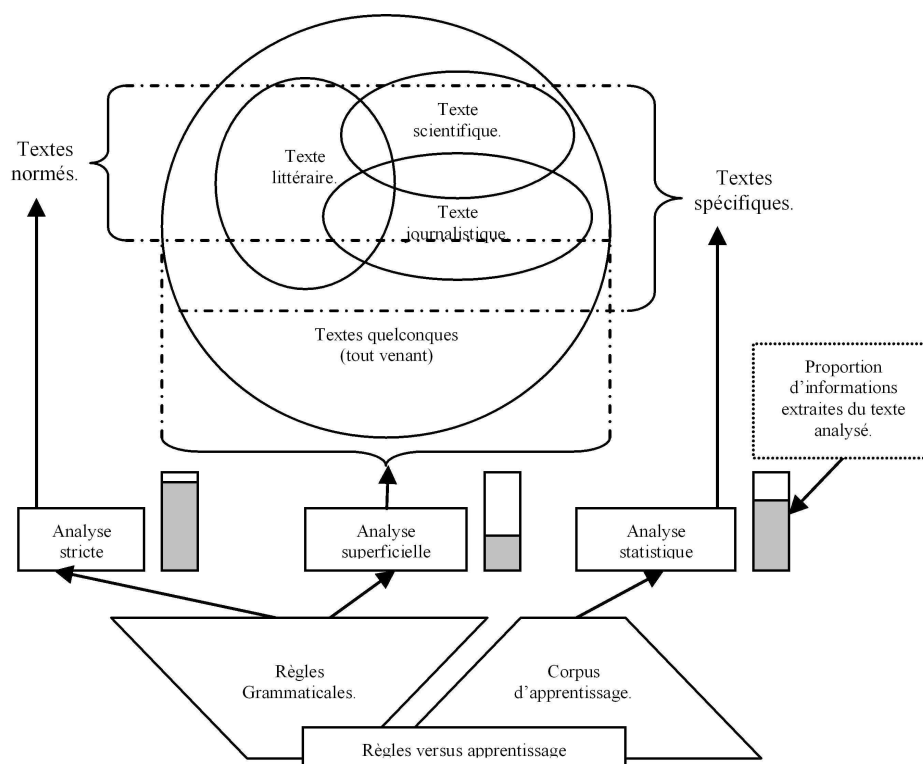 Texte
scientifique.
Textes
normés.
Texte
littéraire.
Textes
spécifiques.
Texte
journalistique
Textes quelconques
(tout venant)
Proportion
d’informations
extraites du texte
analysé.
Analyse
stricte
Analyse
superficielle
Analyse
statistique
Règles
Grammaticales.
Corpus
d’apprentissage.
Règles versus apprentissage